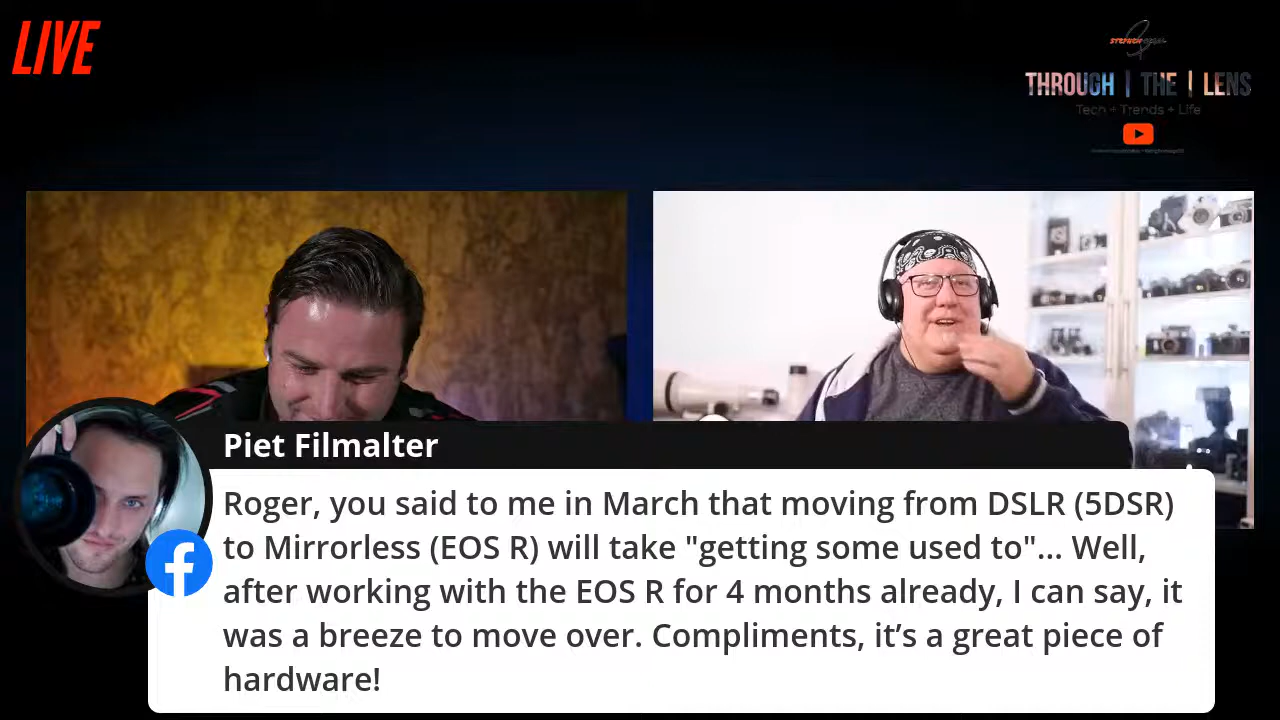 LIVE
THROUGH | THE | LENS
Tech + Trends + Life
Piet Filmalter
Roger, you said to me in March that moving from DSLR (5DSR)
to Mirrorless (EOS R) will take "getting some used to"... Well,
after working with the EOS R for 4 months already, I can say, it
was a breeze to move over. Compliments, it’s a great piece of
hardware!